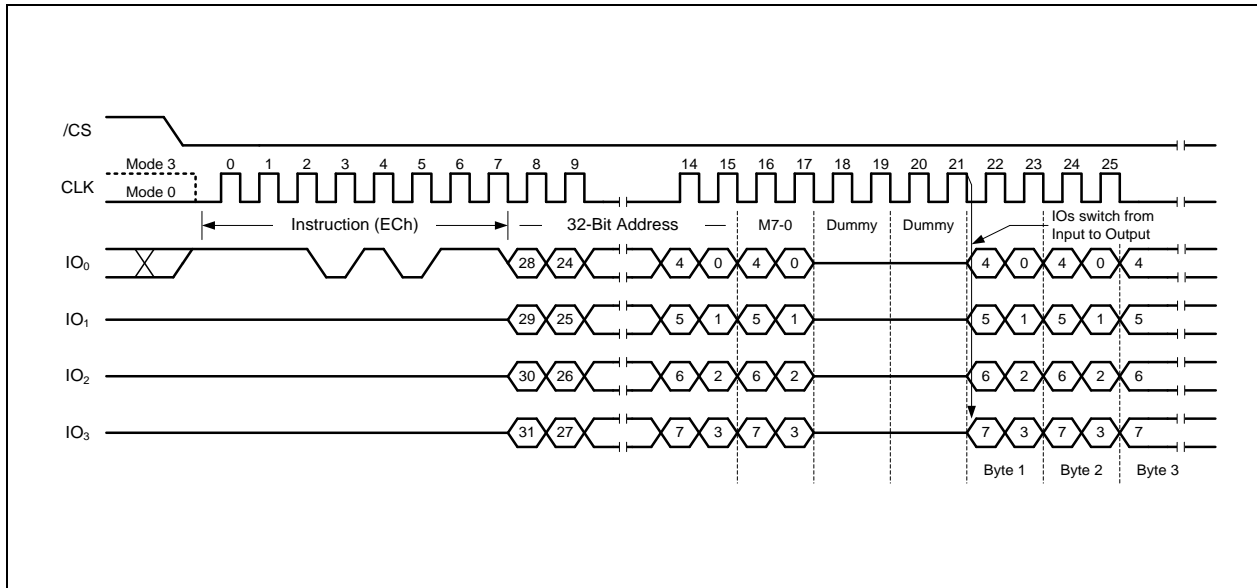 /CS
Mode 3 0 1 2 3 4 5 6 7 8 9 14 15 16 17 18 19 20 21 22 23 24 25
CLK Mode 0
Instruction (ECh) 32-Bit Address M7-0 Dummy Dummy IOs switch from
Input to Output
IO₀ 28 24 4 0 4 0 4 0 4 0 4
IO₁ 29 25 5 1 5 1 5 1 5 1 5
IO₂ 30 26 6 2 6 2 6 2 6 2 6
IO₃ 31 27 7 3 7 3 7 3 7 3 7
Byte 1 Byte 2 Byte 3